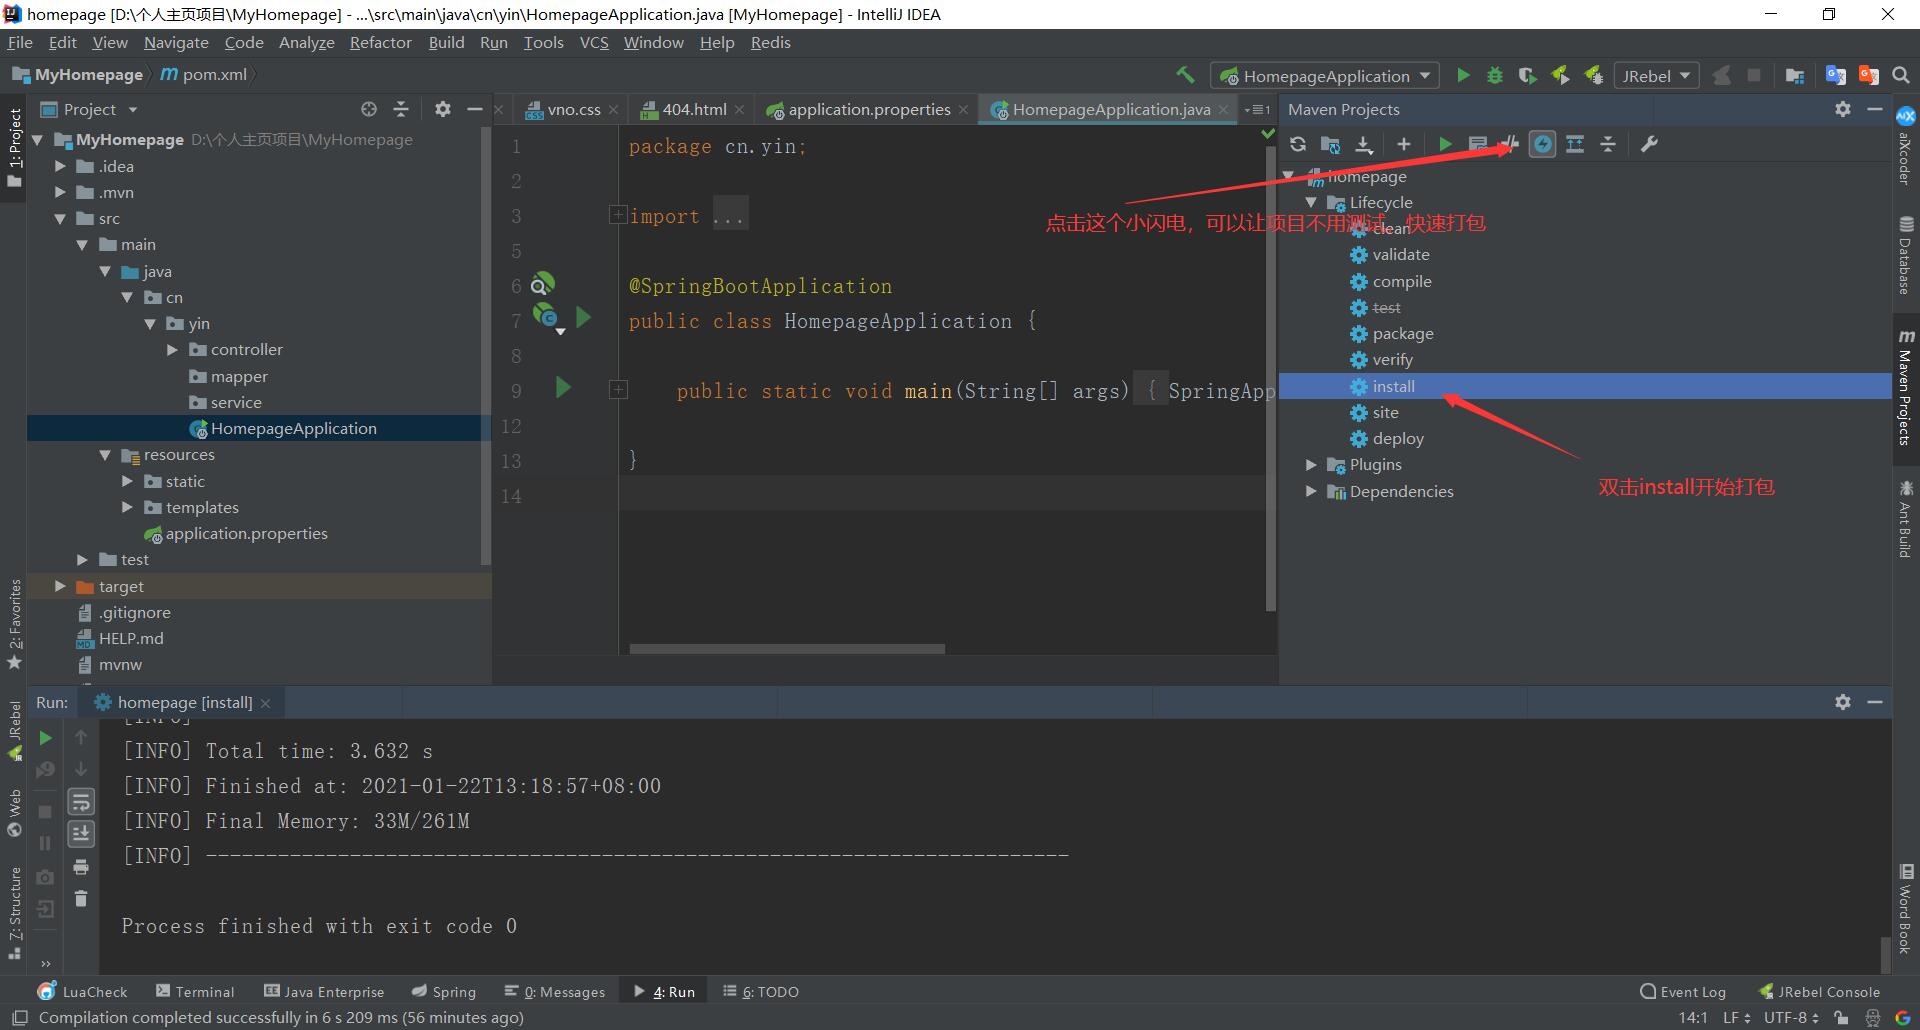 homepage [D:\个人主页项目\MyHomepage] - ...\src\main\java\cn\yin\HomepageApplication.java [MyHomepage] - IntelliJ IDEA
File Edit View Navigate Code Analyze Refactor Build Run Tools VCS Window Help Redis
MyHomepage pom.xml HomepageApplication JRebel
1: Project
2: Favorites
JRebel
Web
7: Structure
Project
MyHomepage D:\个人主页项目\MyHomepage
.idea
.mvn
src
main
java
cn
yin
controller
mapper
service
HomepageApplication
resources
static
templates
application.properties
test
target
.gitignore
HELP.md
mvnw
vno.css 404.html application.properties HomepageApplication.java 1
1 package cn.yin;
2
3 import ...
5
6 @SpringBootApplication
7 public class HomepageApplication {
8
9 public static void main(String[] args) { SpringApp
12
13 }
14
Maven Projects
homepage
Lifecycle
点击这个小闪电，可以让项目不用测试 快速打包
clean
validate
compile
test
package
verify
install
site
deploy
Plugins
Dependencies
双击install开始打包
aiXcoder
Database
Maven Projects
Ant Build
Word Book
Run: homepage [install]
[INFO]
[INFO] Total time: 3.632 s
[INFO] Finished at: 2021-01-22T13:18:57+08:00
[INFO] Final Memory: 33M/261M
[INFO] ------------------------------------------------------------------------
Process finished with exit code 0
LuaCheck Terminal Java Enterprise Spring 0: Messages 4: Run 6: TODO Event Log JRebel Console
Compilation completed successfully in 6 s 209 ms (56 minutes ago) 14:1 LF UTF-8